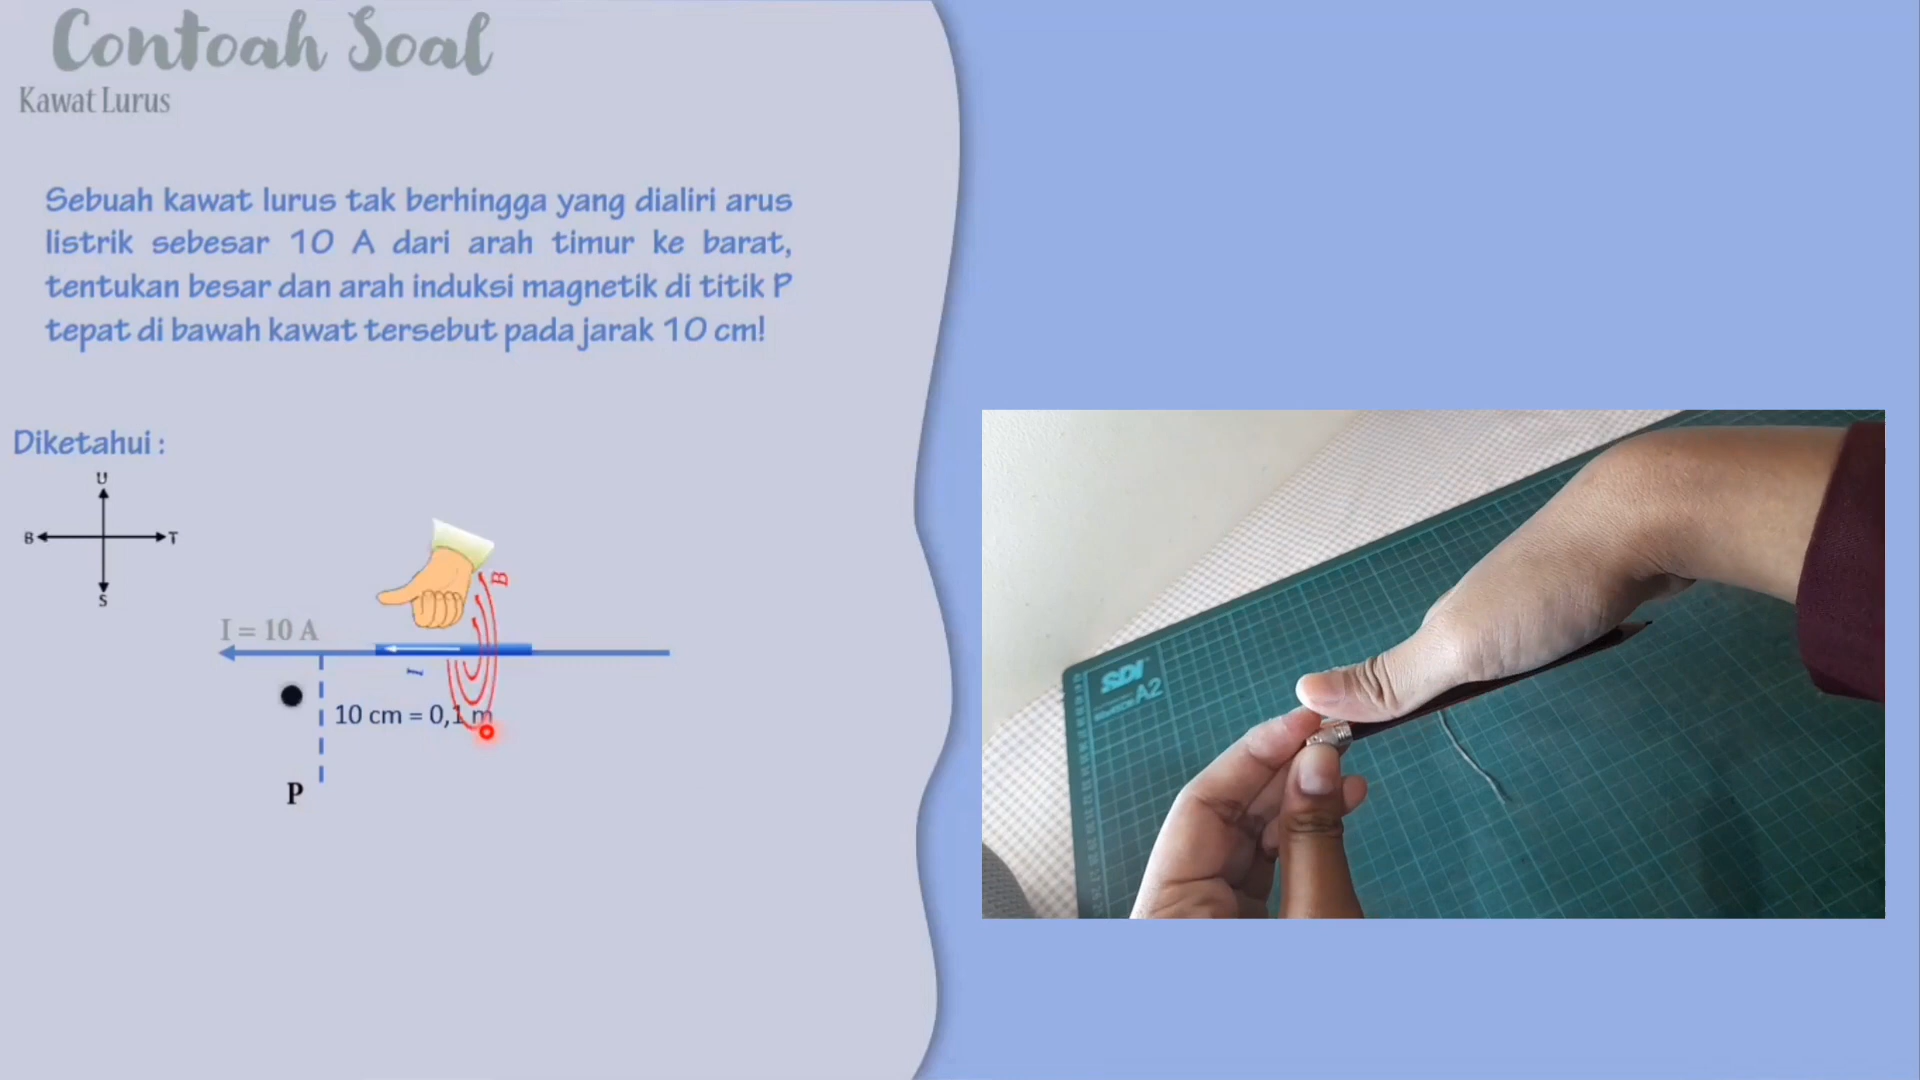 Contoah Soal
Kawat Lurus
Sebuah kawat lurus tak berhingga yang dialiri arus
listrik sebesar 10 A dari arah timur ke barat,
tentukan besar dan arah induksi magnetik di titik P
tepat di bawah kawat tersebut pada jarak 10 cm!
Diketahui :
U
B
T
S
B
I = 10 A
I
10 cm = 0,1 m
P
SDI
A2